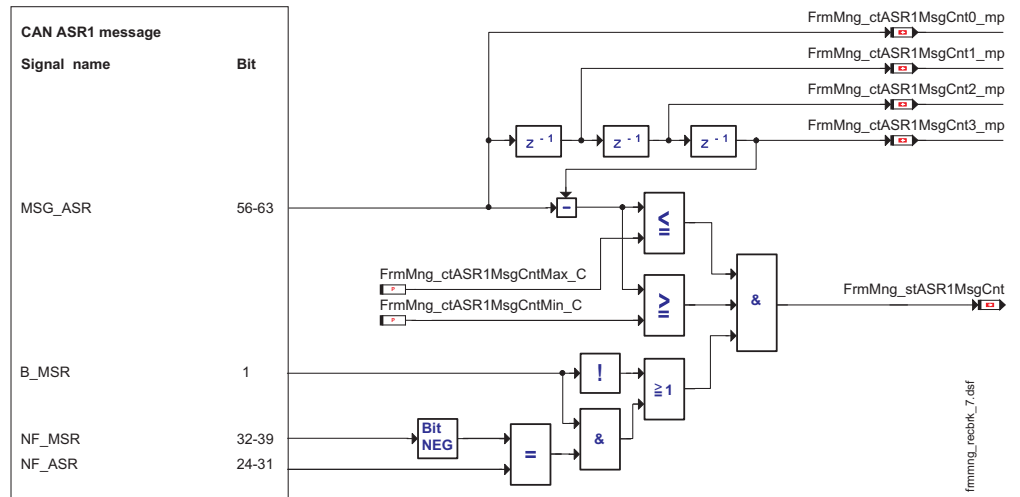 CAN ASR1 message
Signal name Bit
FrmMng_ctASR1MsgCnt0_mp
FrmMng_ctASR1MsgCnt1_mp
FrmMng_ctASR1MsgCnt2_mp
FrmMng_ctASR1MsgCnt3_mp
z -1 z -1 z -1
MSG_ASR 56-63
-
≤
FrmMng_ctASR1MsgCntMax_C
P
FrmMng_ctASR1MsgCntMin_C
P
≥
&
FrmMng_stASR1MsgCnt
B_MSR 1
!
≧1
NF_MSR 32-39
Bit
NEG
=
&
NF_ASR 24-31
frmmng_recbrk_7.dsf